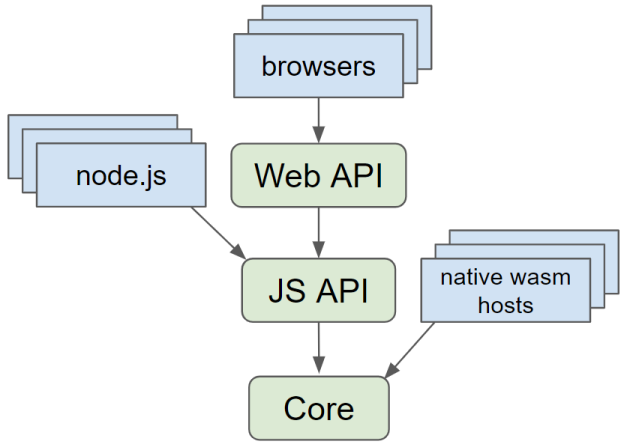 browsers
Web API
node.js
JS API
native wasm
hosts
Core